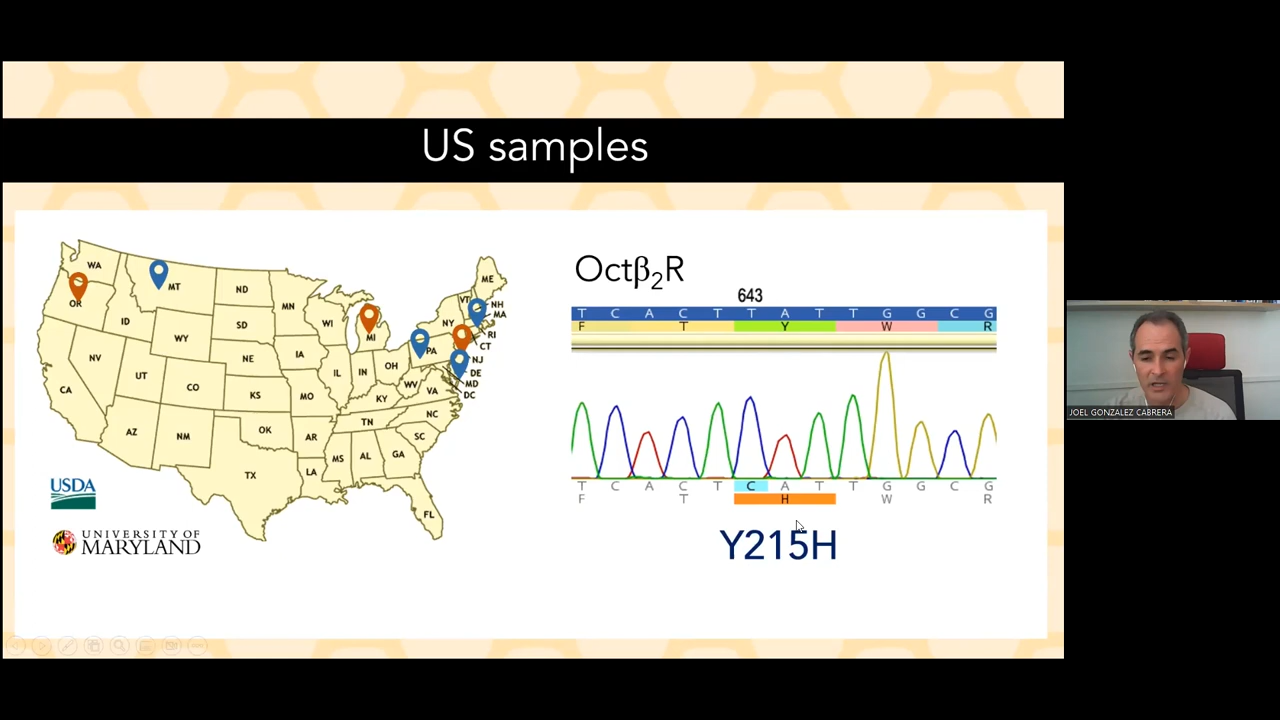 US samples
WA
MT
ND
MN
ME
VT
NH
MA
OR
ID
SD
WI
NY
MI
RI
CT
WY
NE
IA
PA
NJ
DE
MD
DC
NV
UT
CO
IL
IN
OH
WV
VA
CA
KS
MO
KY
NC
TN
AZ
NM
OK
AR
SC
MS
AL
GA
LA
TX
FL
USDA
UNIVERSITY OF
MARYLAND
Octβ2R
643
T C A C T T A T T G G C G
F T Y W R
T C A C T C A T T G G C G
F T H W R
Y215H
JOEL GONZALEZ CABRERA